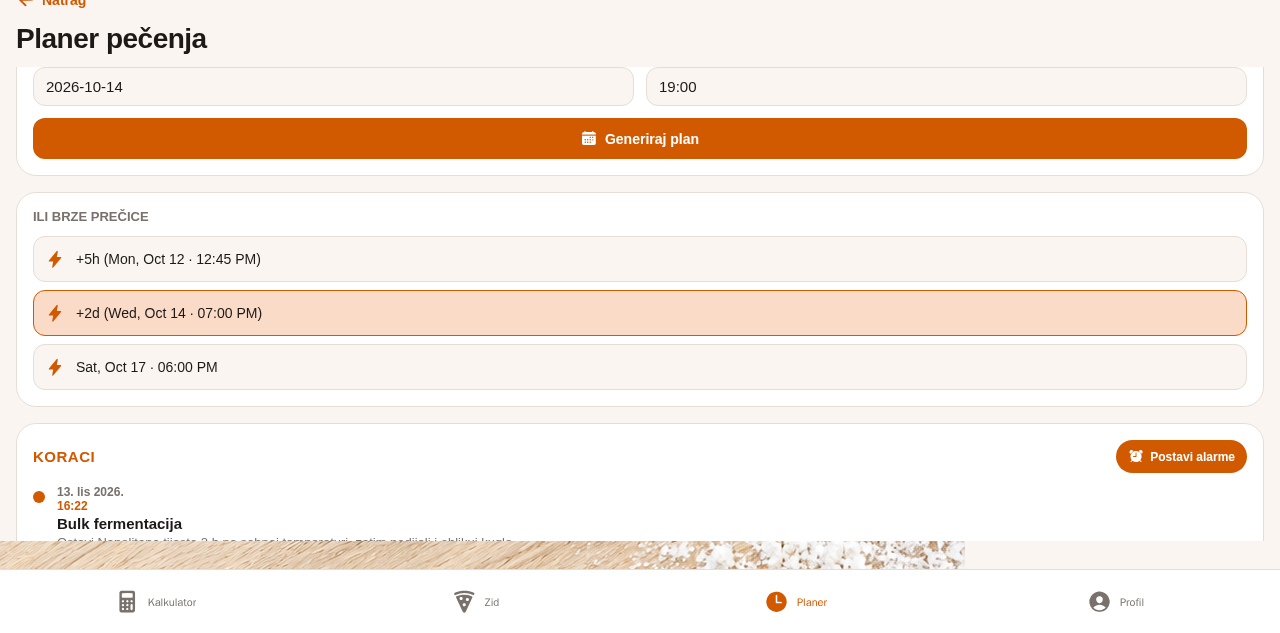 Natrag
Planer pečenja
2026-10-14
19:00
Generiraj plan
ILI BRZE PREČICE
+5h (Mon, Oct 12 · 12:45 PM)
+2d (Wed, Oct 14 · 07:00 PM)
Sat, Oct 17 · 06:00 PM
KORACI
Postavi alarme
13. lis 2026.
16:22
Bulk fermentacija
Kalkulator
Zid
Planer
Profil